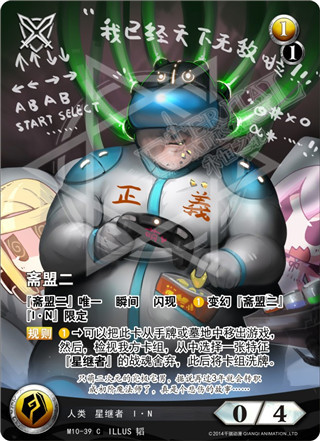 "我已经天下无敌啦!!"
↑↑↓↓
←→←→
ABAB
START SELECT
1
1
正 義
斋盟二
『斋盟二』唯一 瞬间 闪现 1变幻『斋盟二』
【I·N】限定
规则 1→可以把此卡从手牌或墓地中移出游戏,
然后,检视我方卡组,从中选择一张特征
『星继者』的战魂舍弃,此后将卡组洗牌。
人类 星继者 I·N
0/4
M10-39 C ILLUS 韬
©2014千骐动漫 QIANQI ANIMATION.,LTD